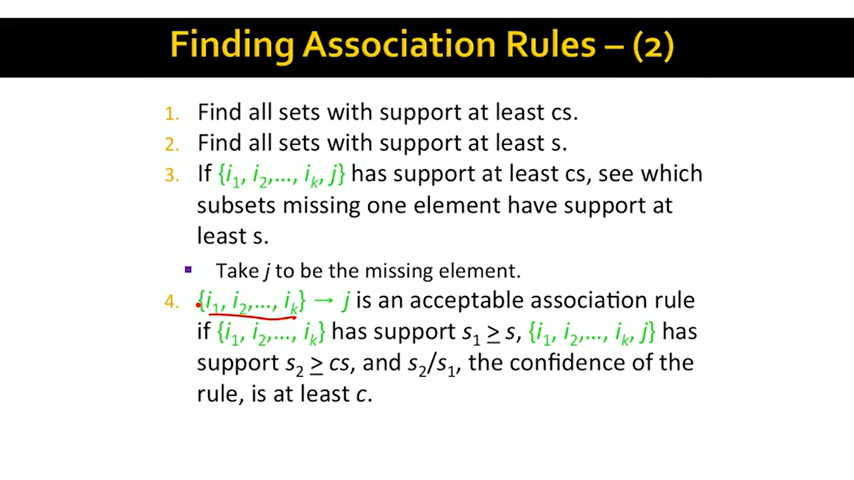 Finding Association Rules – (2)
1. Find all sets with support at least cs.
2. Find all sets with support at least s.
3. If {i₁, i₂,…, iₖ, j} has support at least cs, see which
subsets missing one element have support at
least s.
▪ Take j to be the missing element.
4. {i₁, i₂,…, iₖ} → j is an acceptable association rule
if {i₁, i₂,…, iₖ} has support s₁ ≥ s, {i₁, i₂,…, iₖ, j} has
support s₂ ≥ cs, and s₂/s₁, the confidence of the
rule, is at least c.